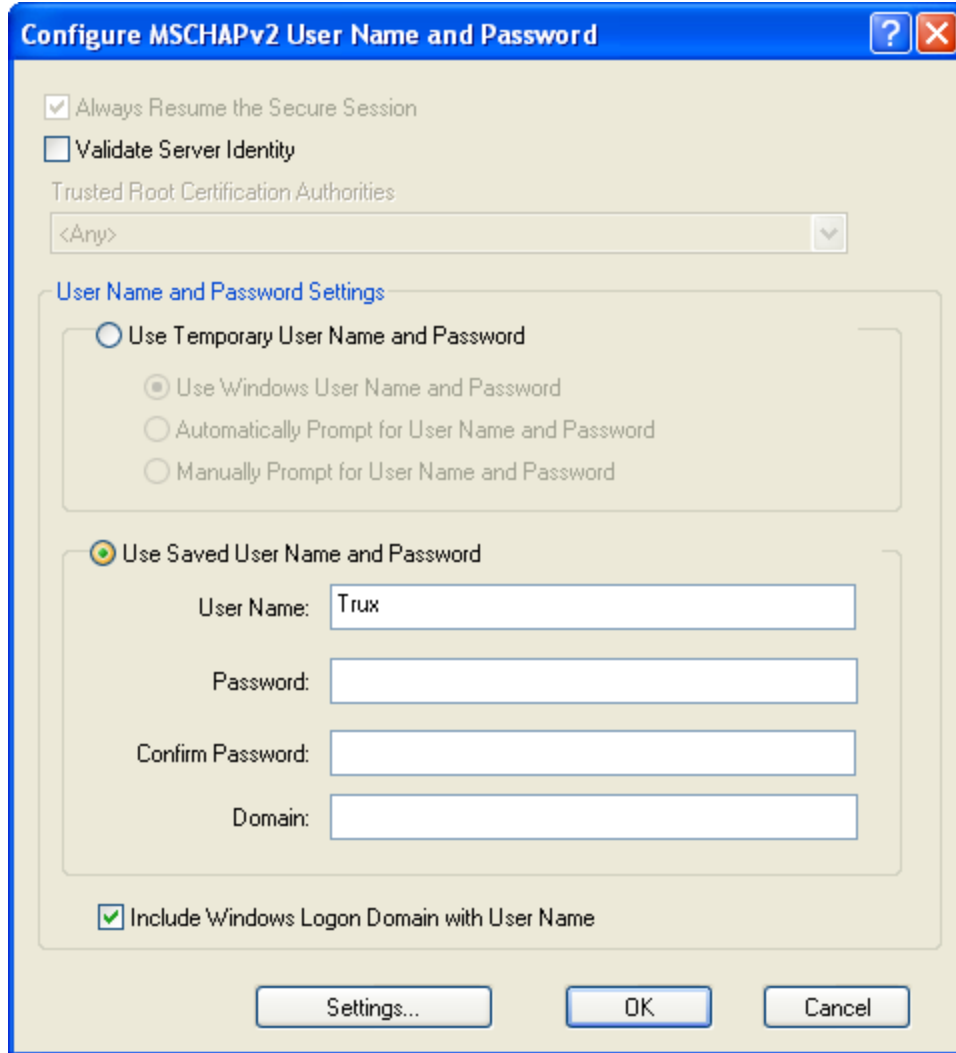 Configure MSCHAPv2 User Name and Password
Always Resume the Secure Session
Validate Server Identity
Trusted Root Certification Authorities
<Any>
User Name and Password Settings
Use Temporary User Name and Password
Use Windows User Name and Password
Automatically Prompt for User Name and Password
Manually Prompt for User Name and Password
Use Saved User Name and Password
User Name: Trux
Password:
Confirm Password:
Domain:
Include Windows Logon Domain with User Name
Settings... OK Cancel